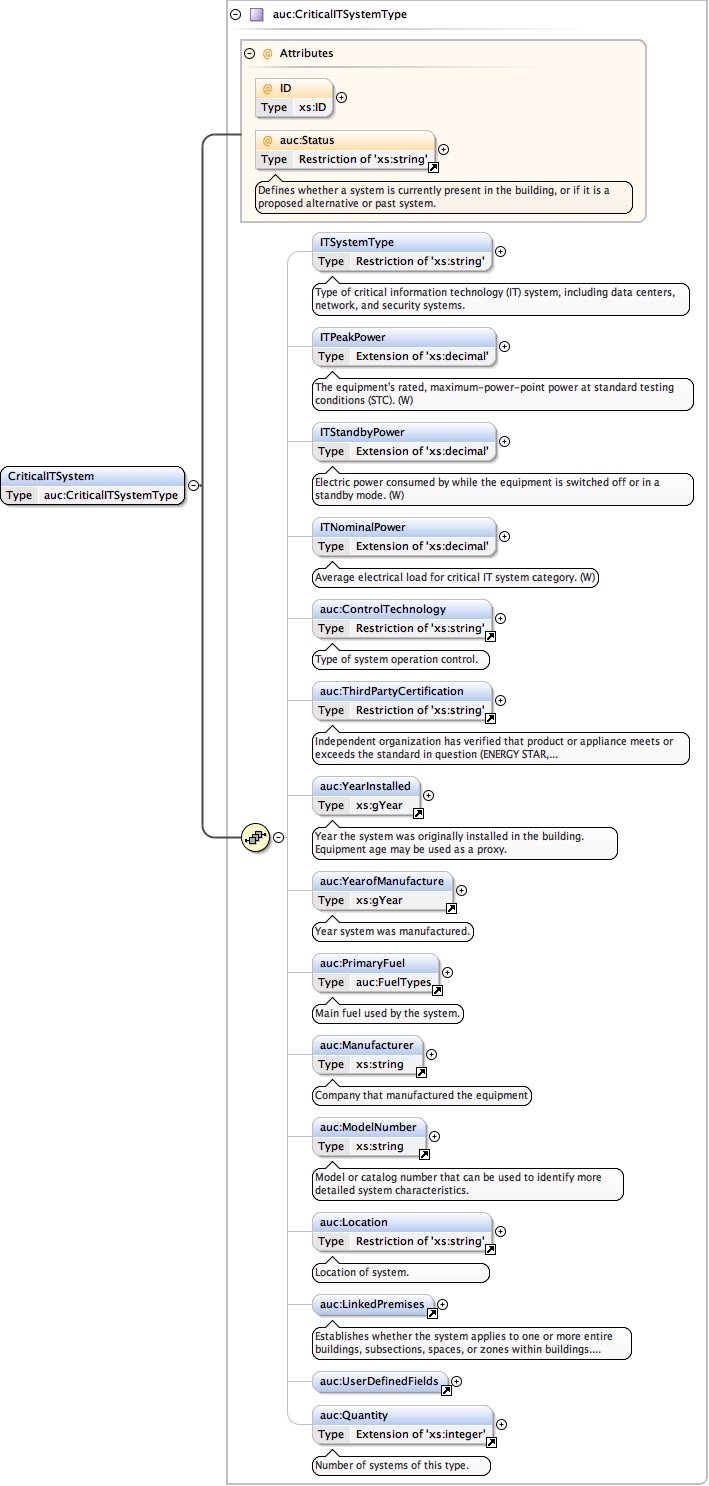 auc:CriticalITSystemType
@ Attributes
@ ID
Type xs:ID
@ auc:Status
Type Restriction of 'xs:string'
Defines whether a system is currently present in the building, or if it is a
proposed alternative or past system.
ITSystemType
Type Restriction of 'xs:string'
Type of critical information technology (IT) system, including data centers,
network, and security systems.
ITPeakPower
Type Extension of 'xs:decimal'
The equipment's rated, maximum-power-point power at standard testing
conditions (STC). (W)
ITStandbyPower
Type Extension of 'xs:decimal'
Electric power consumed by while the equipment is switched off or in a
standby mode. (W)
CriticalITSystem
Type auc:CriticalITSystemType
ITNominalPower
Type Extension of 'xs:decimal'
Average electrical load for critical IT system category. (W)
auc:ControlTechnology
Type Restriction of 'xs:string'
Type of system operation control.
auc:ThirdPartyCertification
Type Restriction of 'xs:string'
Independent organization has verified that product or appliance meets or
exceeds the standard in question (ENERGY STAR,...
auc:YearInstalled
Type xs:gYear
Year the system was originally installed in the building.
Equipment age may be used as a proxy.
auc:YearofManufacture
Type xs:gYear
Year system was manufactured.
auc:PrimaryFuel
Type auc:FuelTypes
Main fuel used by the system.
auc:Manufacturer
Type xs:string
Company that manufactured the equipment
auc:ModelNumber
Type xs:string
Model or catalog number that can be used to identify more
detailed system characteristics.
auc:Location
Type Restriction of 'xs:string'
Location of system.
auc:LinkedPremises
Establishes whether the system applies to one or more entire
buildings, subsections, spaces, or zones within buildings....
auc:UserDefinedFields
auc:Quantity
Type Extension of 'xs:integer'
Number of systems of this type.